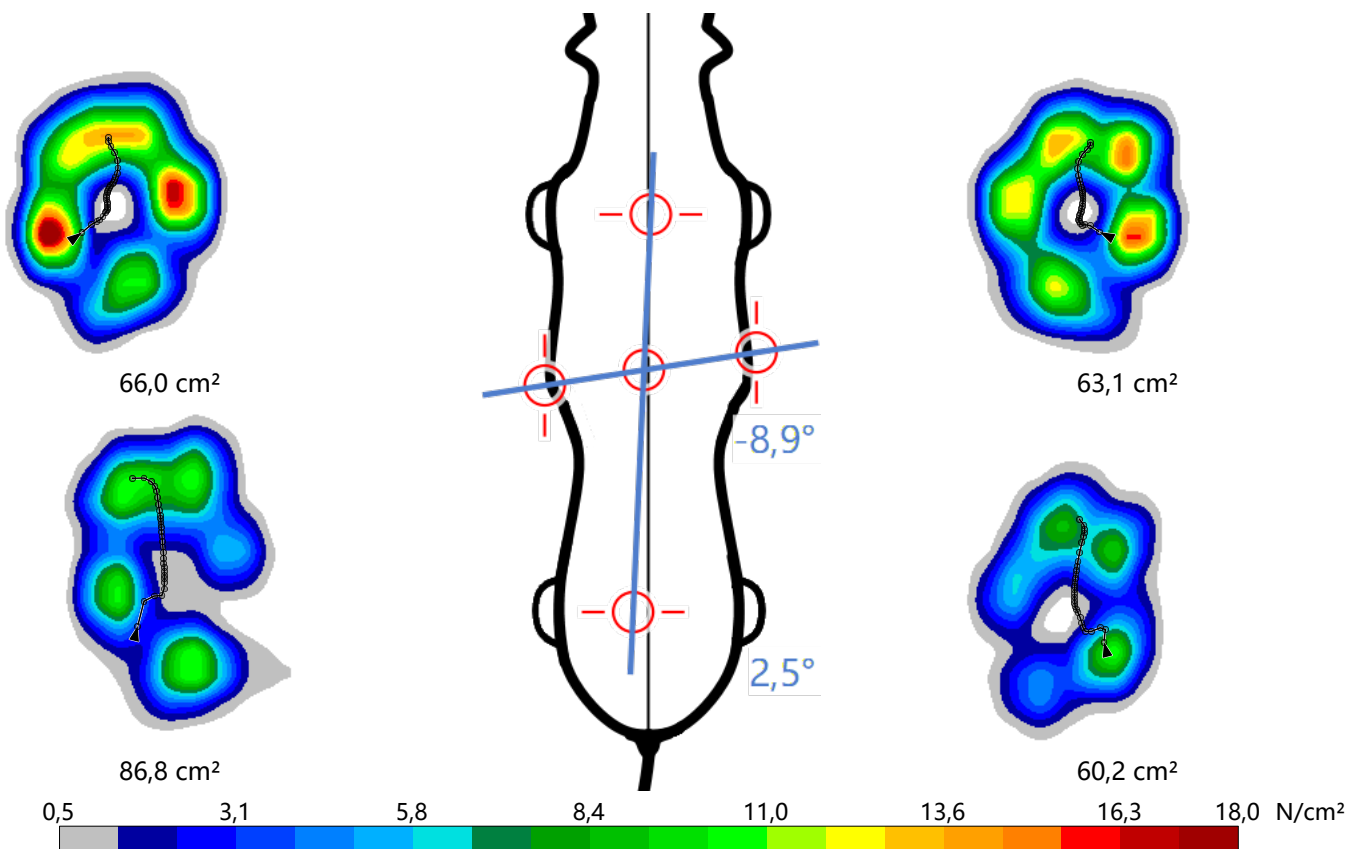 66,0 cm²
63,1 cm²
-8,9°
2,5°
86,8 cm²
60,2 cm²
0,5 3,1 5,8 8,4 11,0 13,6 16,3 18,0 N/cm²